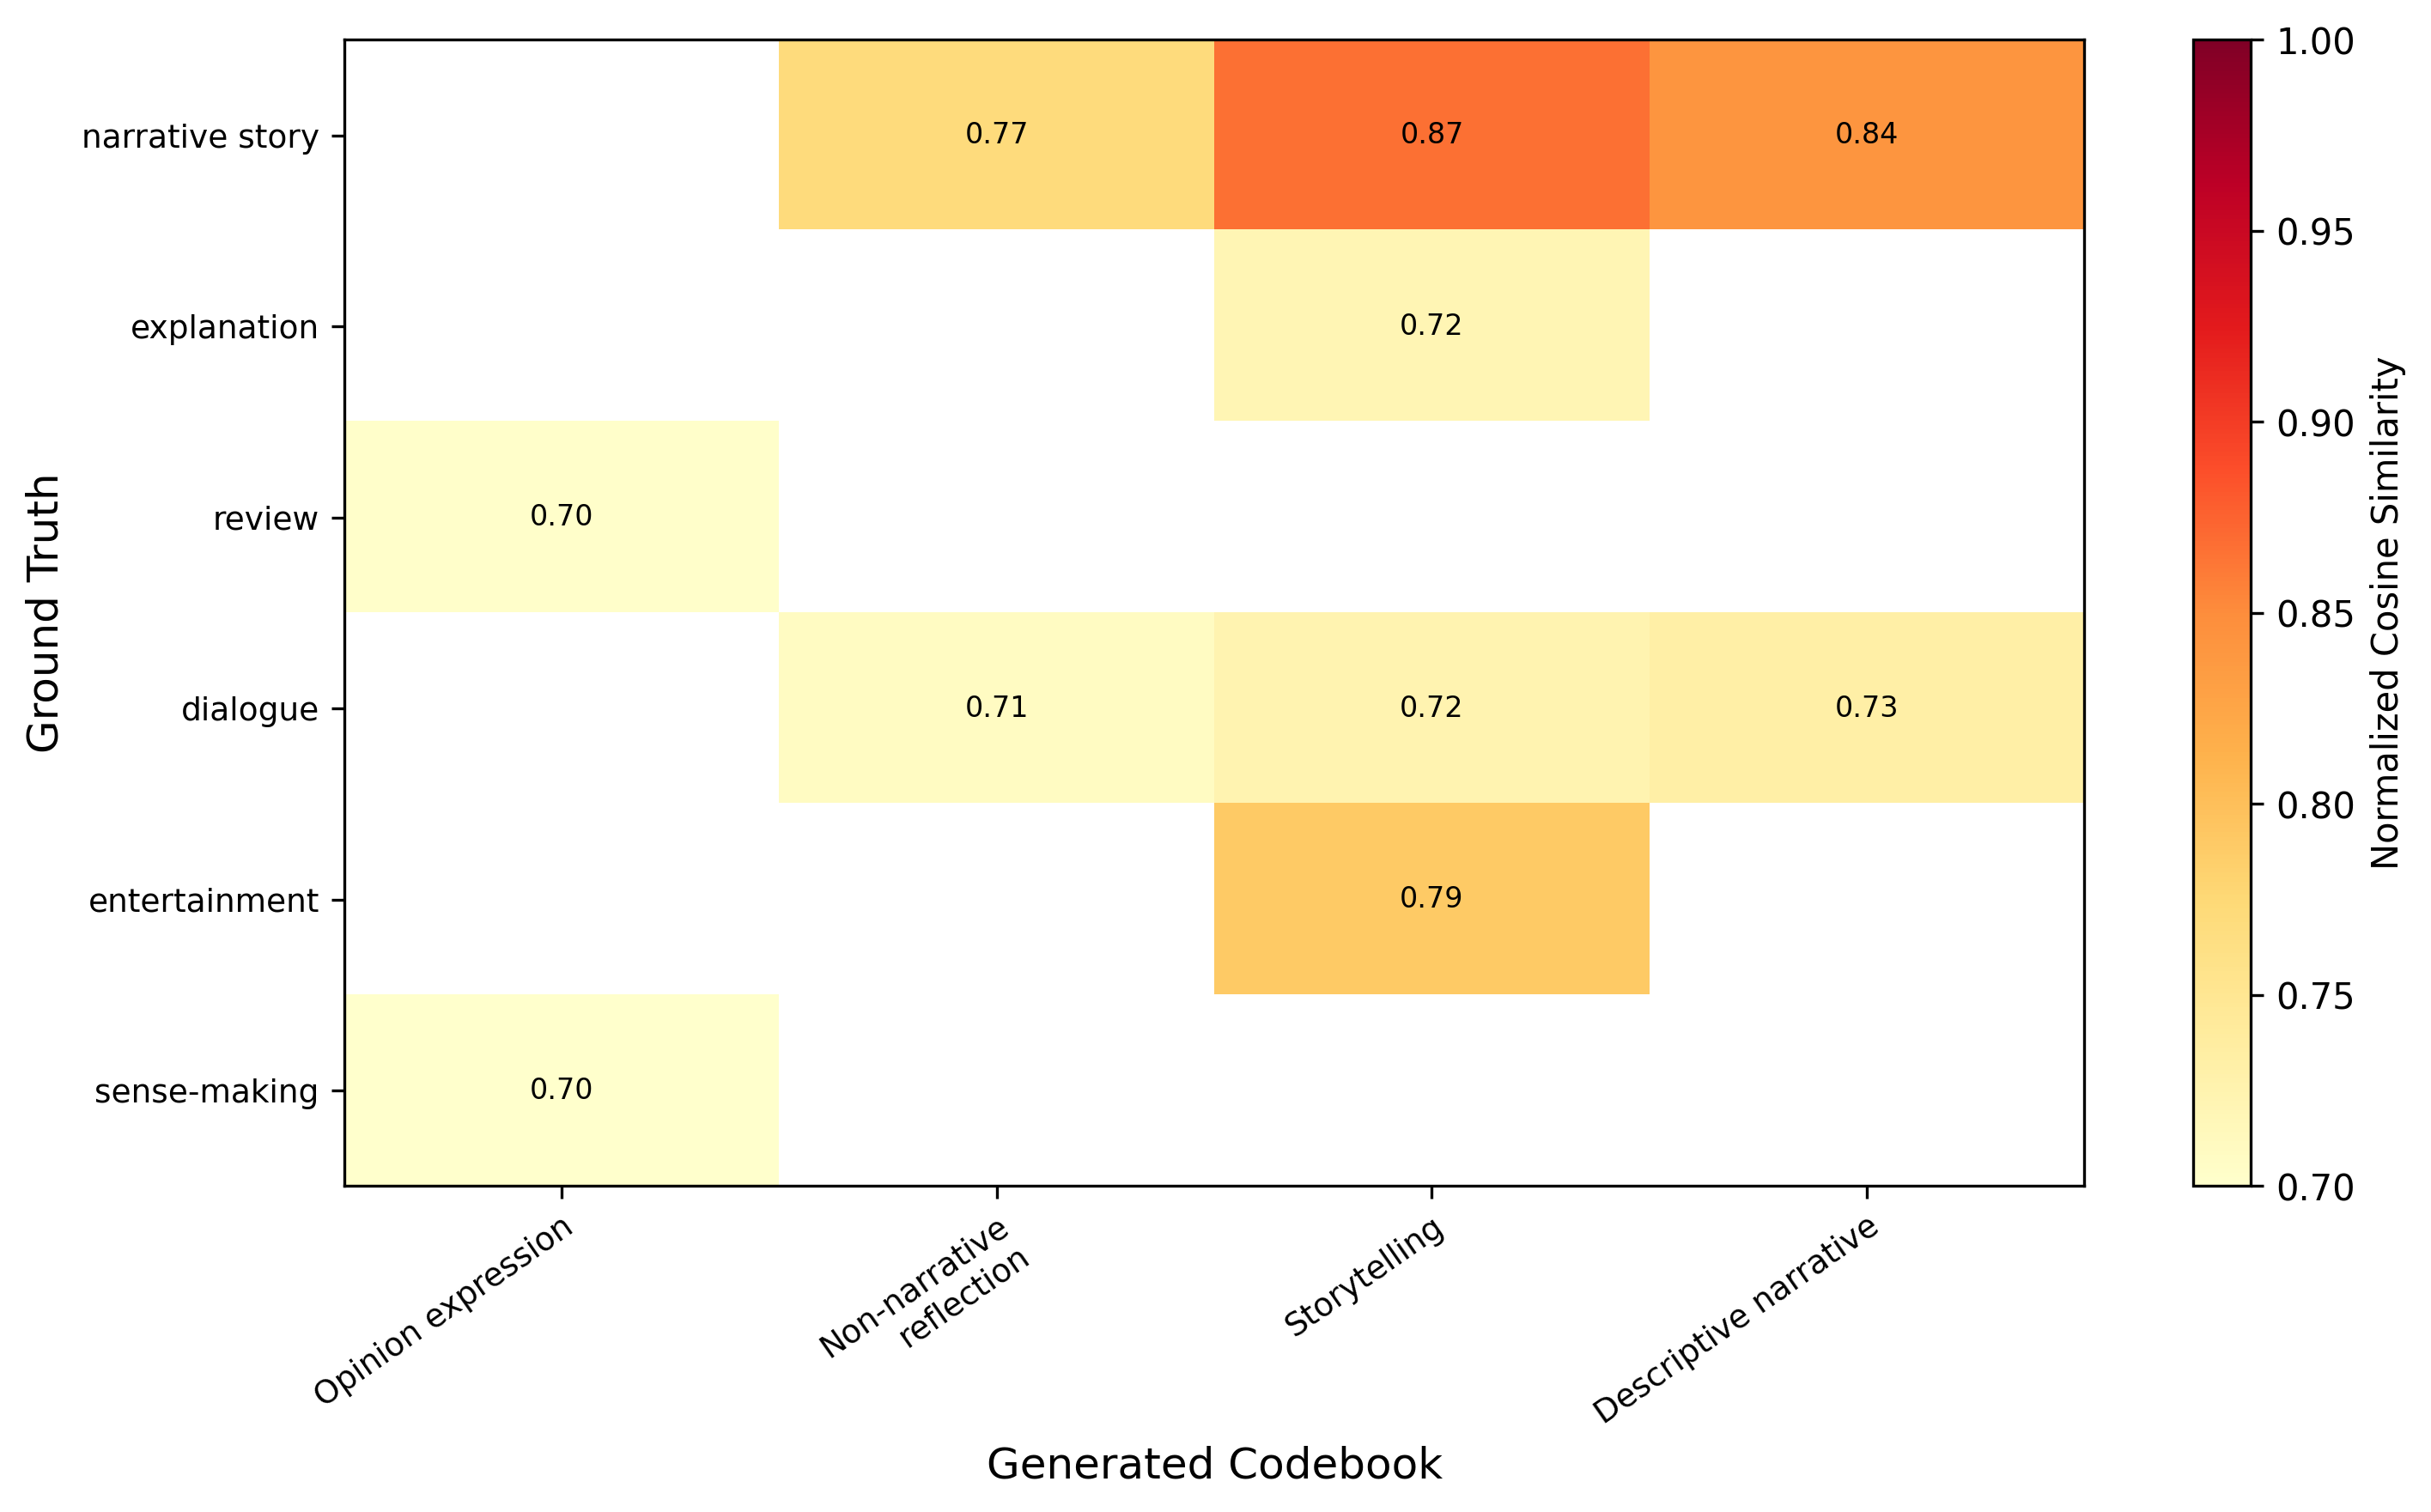 narrative story
explanation
review
dialogue
entertainment
sense-making
Ground Truth
0.77
0.87
0.84
0.72
0.70
0.71
0.72
0.73
0.79
0.70
Opinion expression
Non-narrative
reflection
Storytelling
Descriptive narrative
Generated Codebook
1.00
0.95
0.90
0.85
0.80
0.75
0.70
Normalized Cosine Similarity